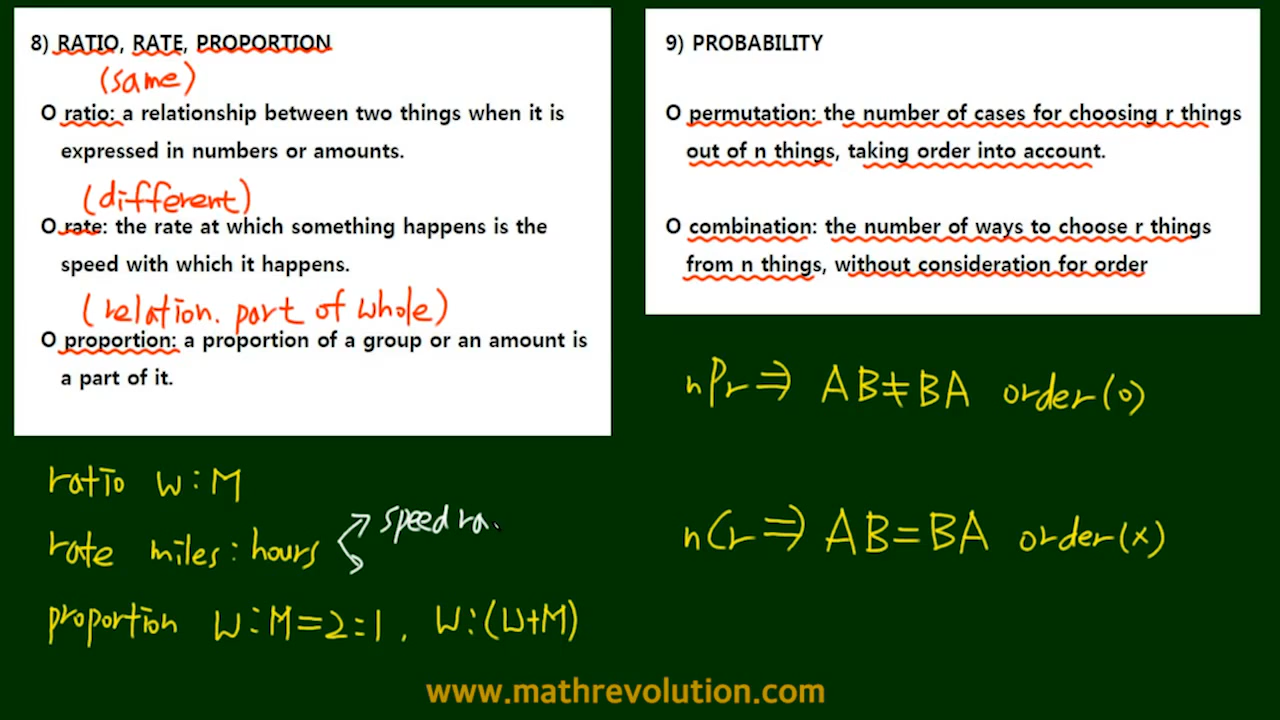 8) RATIO, RATE, PROPORTION
(same)
O ratio: a relationship between two things when it is
expressed in numbers or amounts.
(different)
O rate: the rate at which something happens is the
speed with which it happens.
(relation. part of whole)
O proportion: a proportion of a group or an amount is
a part of it.
ratio W:M
rate miles:hours
speed ra
proportion W:M=2:1, W:(W+M)
9) PROBABILITY
O permutation: the number of cases for choosing r things
out of n things, taking order into account.
O combination: the number of ways to choose r things
from n things, without consideration for order
nPr⇒ AB≠BA order(o)
nCr⇒ AB=BA order(x)
www.mathrevolution.com